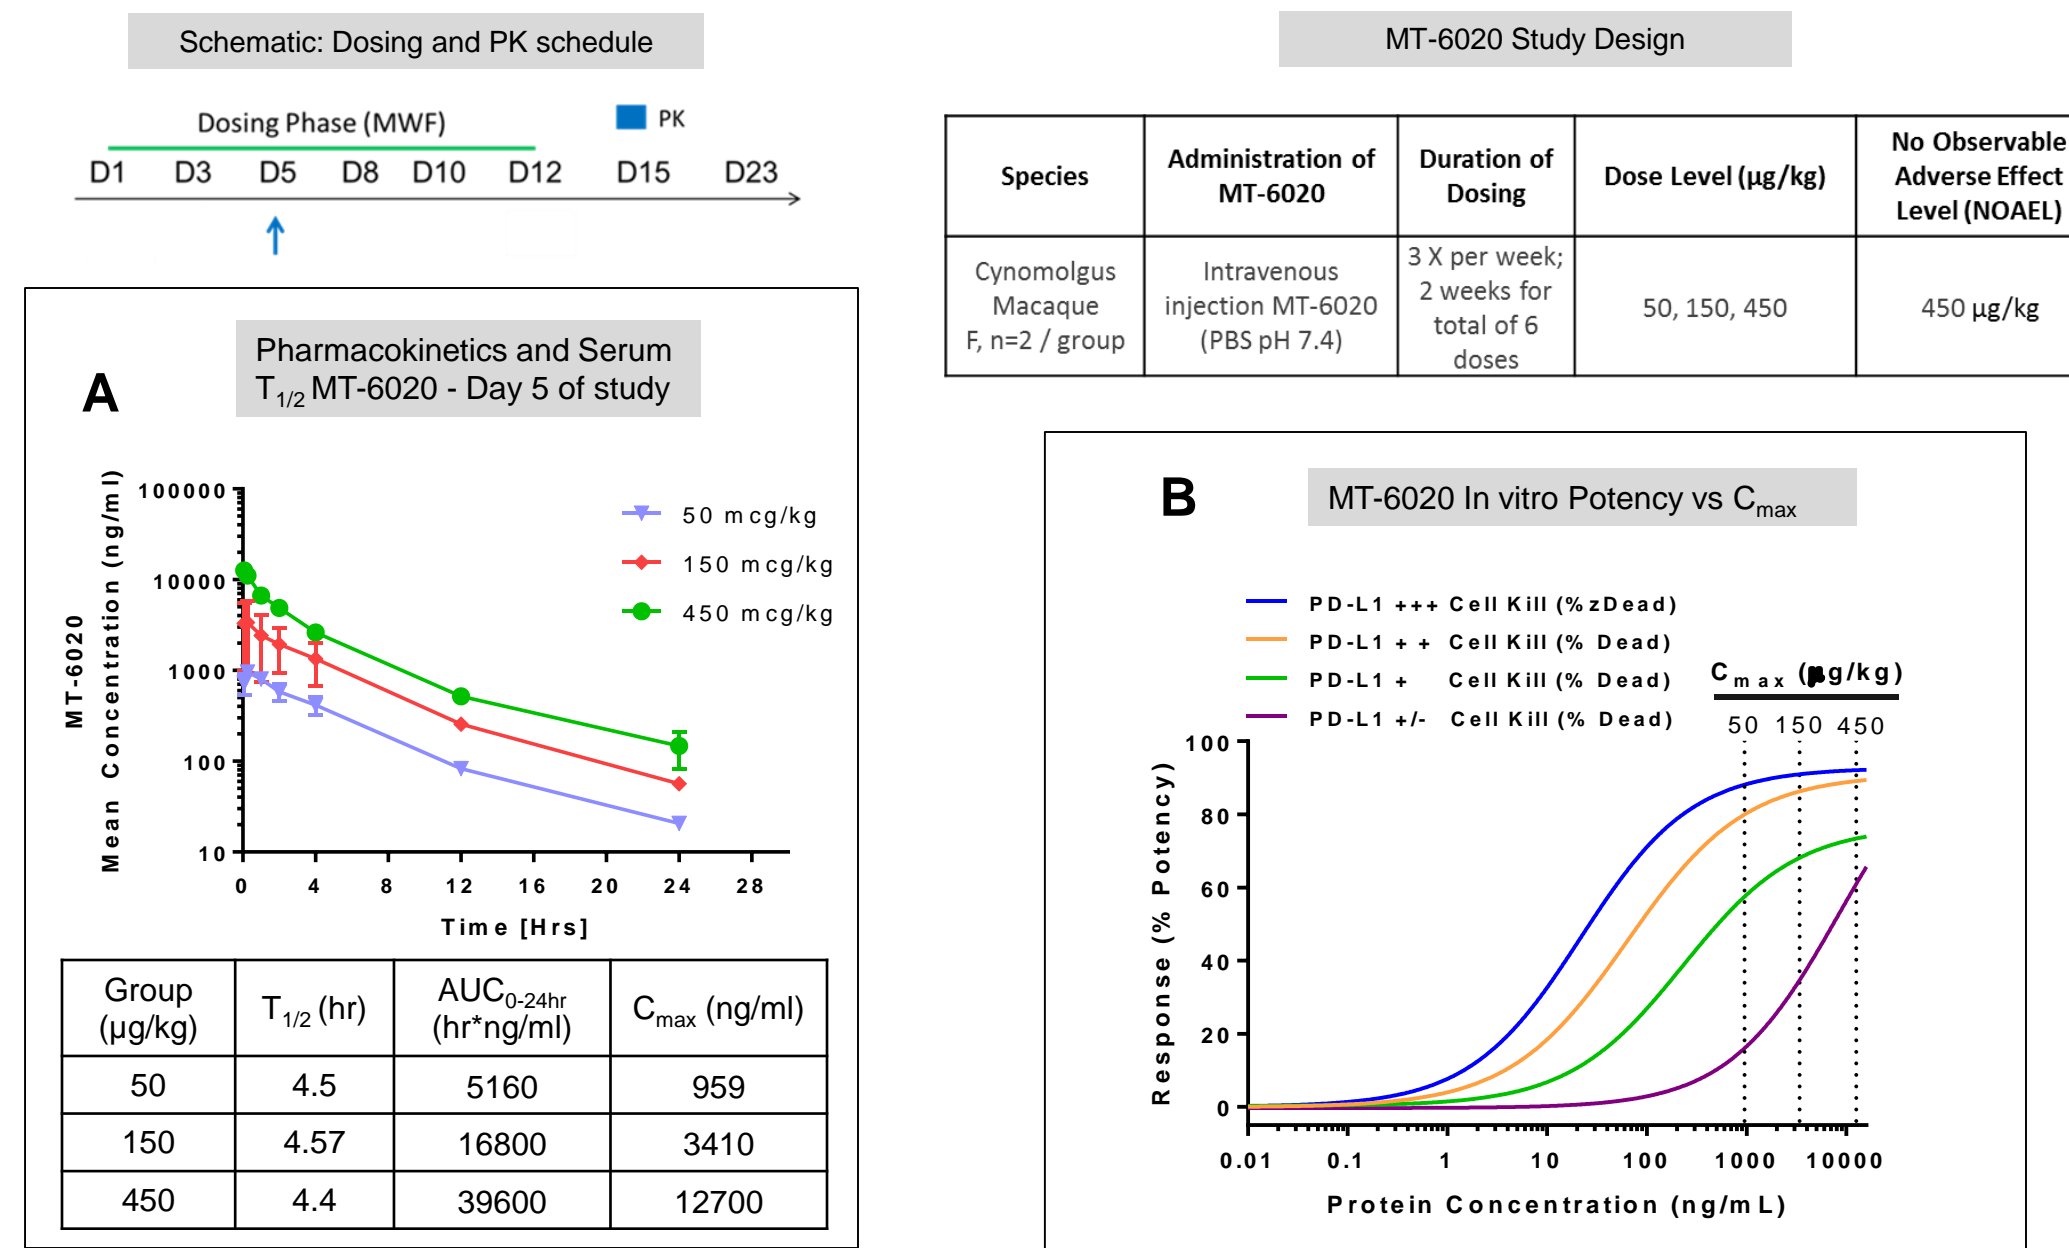 Schematic: Dosing and PK schedule
Dosing Phase (MWF)
PK
D1 D3 D5 D8 D10 D12 D15 D23
MT-6020 Study Design
Species
Administration of
MT-6020
Duration of
Dosing
Dose Level (µg/kg)
No Observable
Adverse Effect
Level (NOAEL)
Cynomolgus
Macaque
F, n=2 / group
Intravenous
injection MT-6020
(PBS pH 7.4)
3 X per week;
2 weeks for
total of 6
doses
50, 150, 450
450 µg/kg
A
Pharmacokinetics and Serum
T1/2 MT-6020 - Day 5 of study
MT-6020
Mean Concentration (ng/ml)
100000
10000
1000
100
10
50 mcg/kg
150 mcg/kg
450 mcg/kg
0 4 8 12 16 20 24 28
Time [Hrs]
Group
(µg/kg)
T1/2 (hr)
AUC0-24hr
(hr*ng/ml)
Cmax (ng/ml)
50 4.5 5160 959
150 4.57 16800 3410
450 4.4 39600 12700
B
MT-6020 In vitro Potency vs Cmax
PD-L1 +++ Cell Kill (%zDead)
PD-L1 + + Cell Kill (% Dead)
PD-L1 + Cell Kill (% Dead)
PD-L1 +/- Cell Kill (% Dead)
Cmax (µg/kg)
50 150 450
Response (% Potency)
100
80
60
40
20
0
0.01 0.1 1 10 100 1000 10000
Protein Concentration (ng/mL)